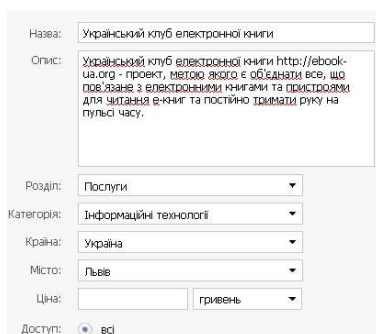 Назва: Український клуб електронної книги
Опис: Український клуб електронної книги http://ebook-
ua.org - проект, метою якого є об'єднати все, що
пов'язане з електронними книгами та пристроями
для читання е-книг та постійно тримати руку на
пульсі часу.
Розділ: Послуги
Категорія: Інформаційні технології
Країна: Україна
Місто: Львів
Ціна: гривень
Доступ: всі